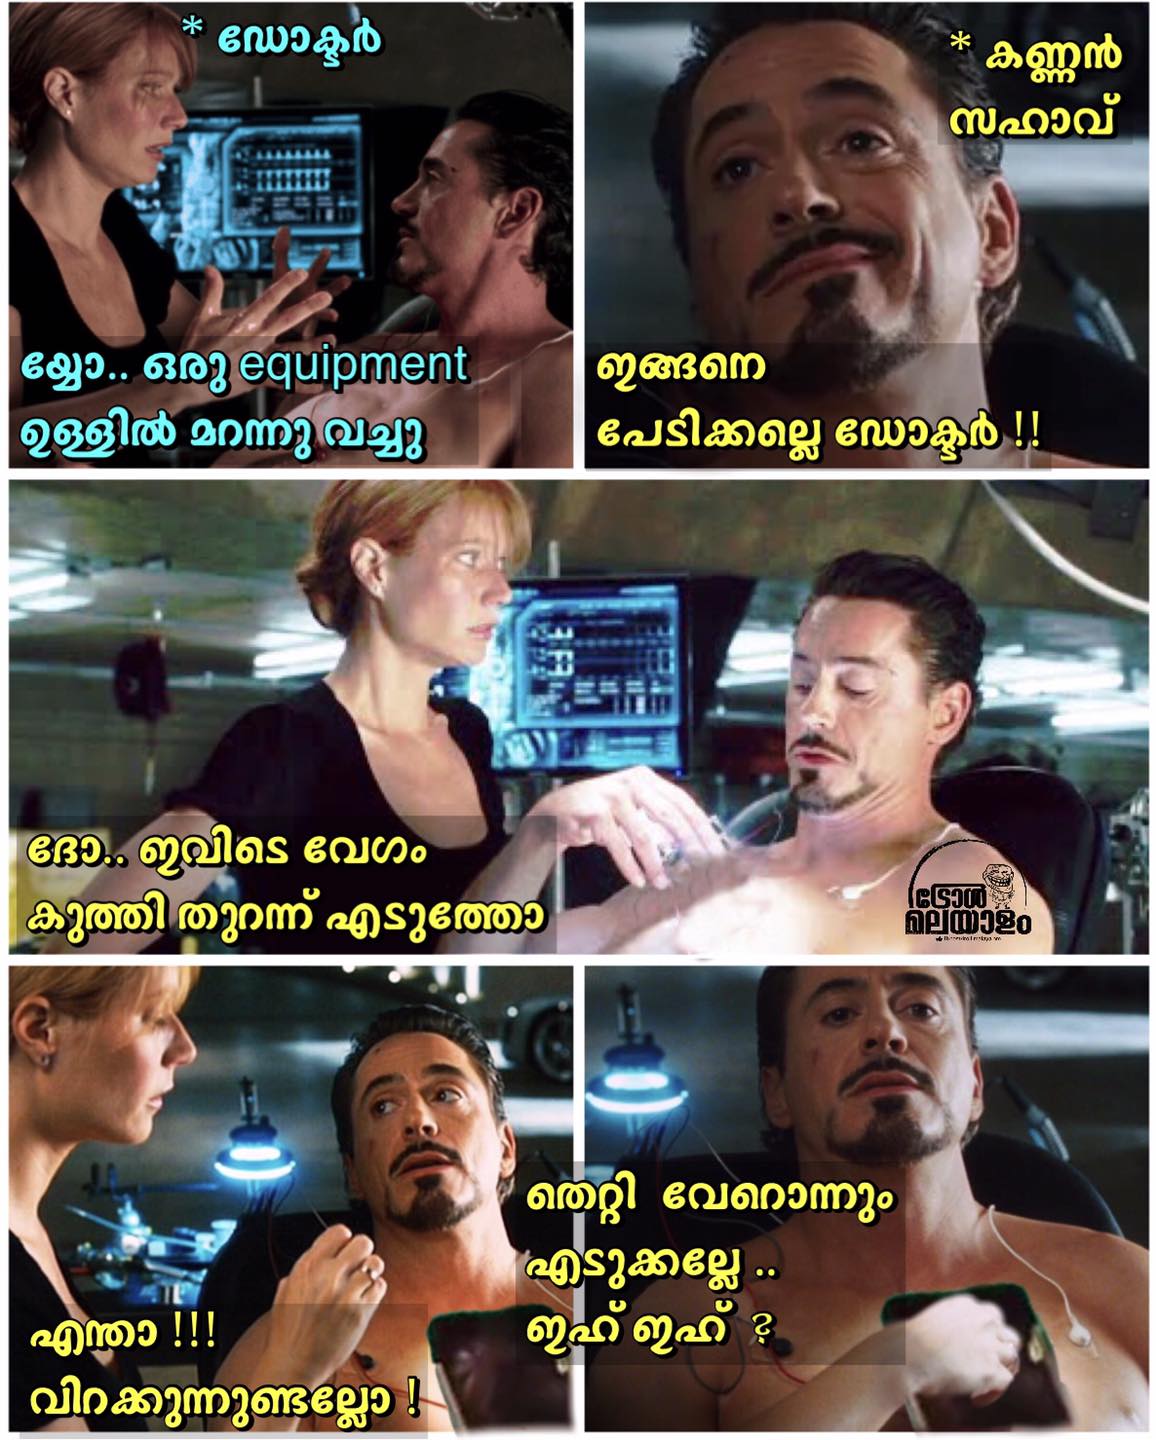 * ഡോക്ടർ
യ്യോ.. ഒരു equipment
ഉള്ളിൽ മറന്നു വച്ചു
* കണ്ണൻ
സഹാവ്
ഇങ്ങനെ
പേടിക്കല്ലെ ഡോക്ടർ !!
ദോ.. ഇവിടെ വേഗം
കുത്തി തുറന്ന് എടുത്തോ
ട്രോൾ
മലയാളം
എന്താ !!!
വിറക്കുന്നുണ്ടല്ലോ !
തെറ്റി വേറൊന്നും
എടുക്കല്ലേ ..
ഇഹ് ഇഹ് ?